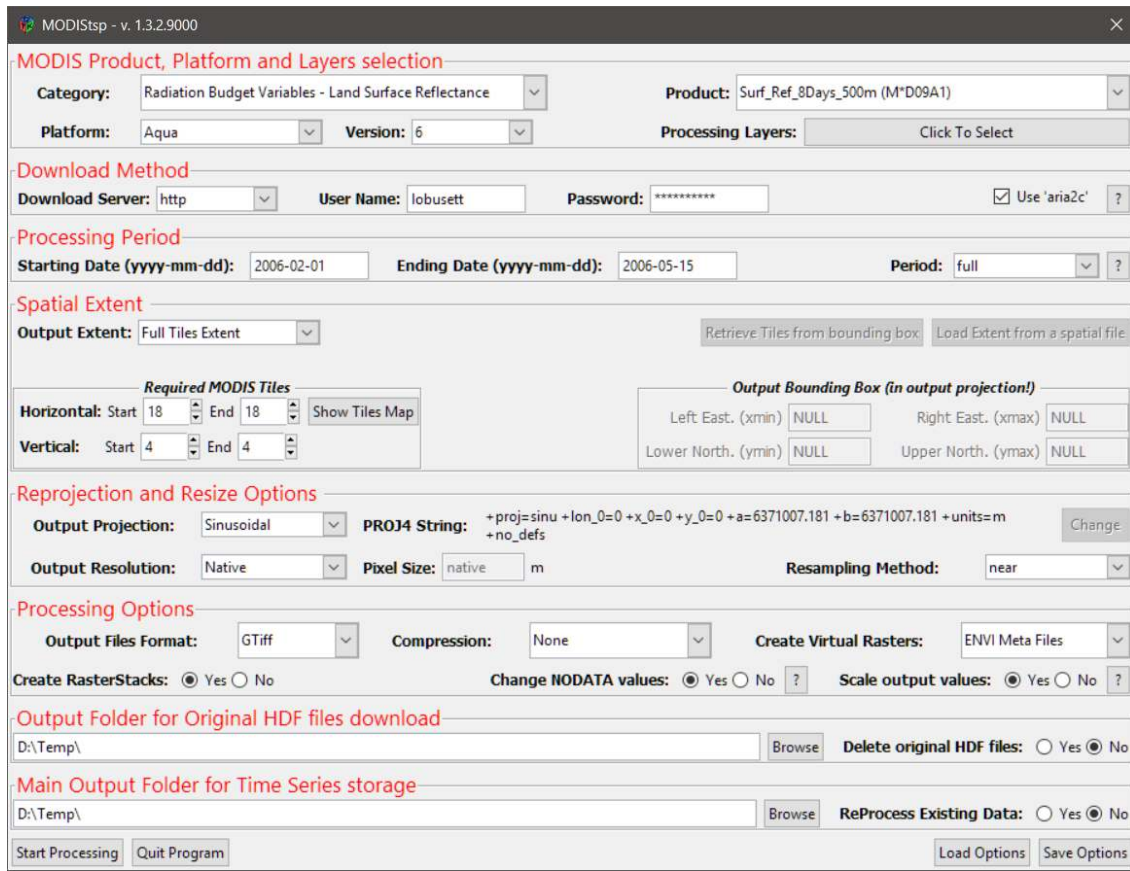 MODIStsp - v. 1.3.2.9000
MODIS Product, Platform and Layers selection
Category: Radiation Budget Variables - Land Surface Reflectance Product: Surf_Ref_8Days_500m (M*D09A1)
Platform: Aqua Version: 6 Processing Layers: Click To Select
Download Method
Download Server: http User Name: lobusett Password: ********** Use 'aria2c' ?
Processing Period
Starting Date (yyyy-mm-dd): 2006-02-01 Ending Date (yyyy-mm-dd): 2006-05-15 Period: full ?
Spatial Extent
Output Extent: Full Tiles Extent Retrieve Tiles from bounding box Load Extent from a spatial file
Required MODIS Tiles Output Bounding Box (in output projection!)
Horizontal: Start 18 End 18 Show Tiles Map Left East. (xmin) NULL Right East. (xmax) NULL
Vertical: Start 4 End 4 Lower North. (ymin) NULL Upper North. (ymax) NULL
Reprojection and Resize Options
Output Projection: Sinusoidal PROJ4 String: +proj=sinu +lon_0=0 +x_0=0 +y_0=0 +a=6371007.181 +b=6371007.181 +units=m
+no_defs Change
Output Resolution: Native Pixel Size: native m Resampling Method: near
Processing Options
Output Files Format: GTiff Compression: None Create Virtual Rasters: ENVI Meta Files
Create RasterStacks: Yes No Change NODATA values: Yes No ? Scale output values: Yes No ?
Output Folder for Original HDF files download
D:\Temp\ Browse Delete original HDF files: Yes No
Main Output Folder for Time Series storage
D:\Temp\ Browse ReProcess Existing Data: Yes No
Start Processing Quit Program Load Options Save Options